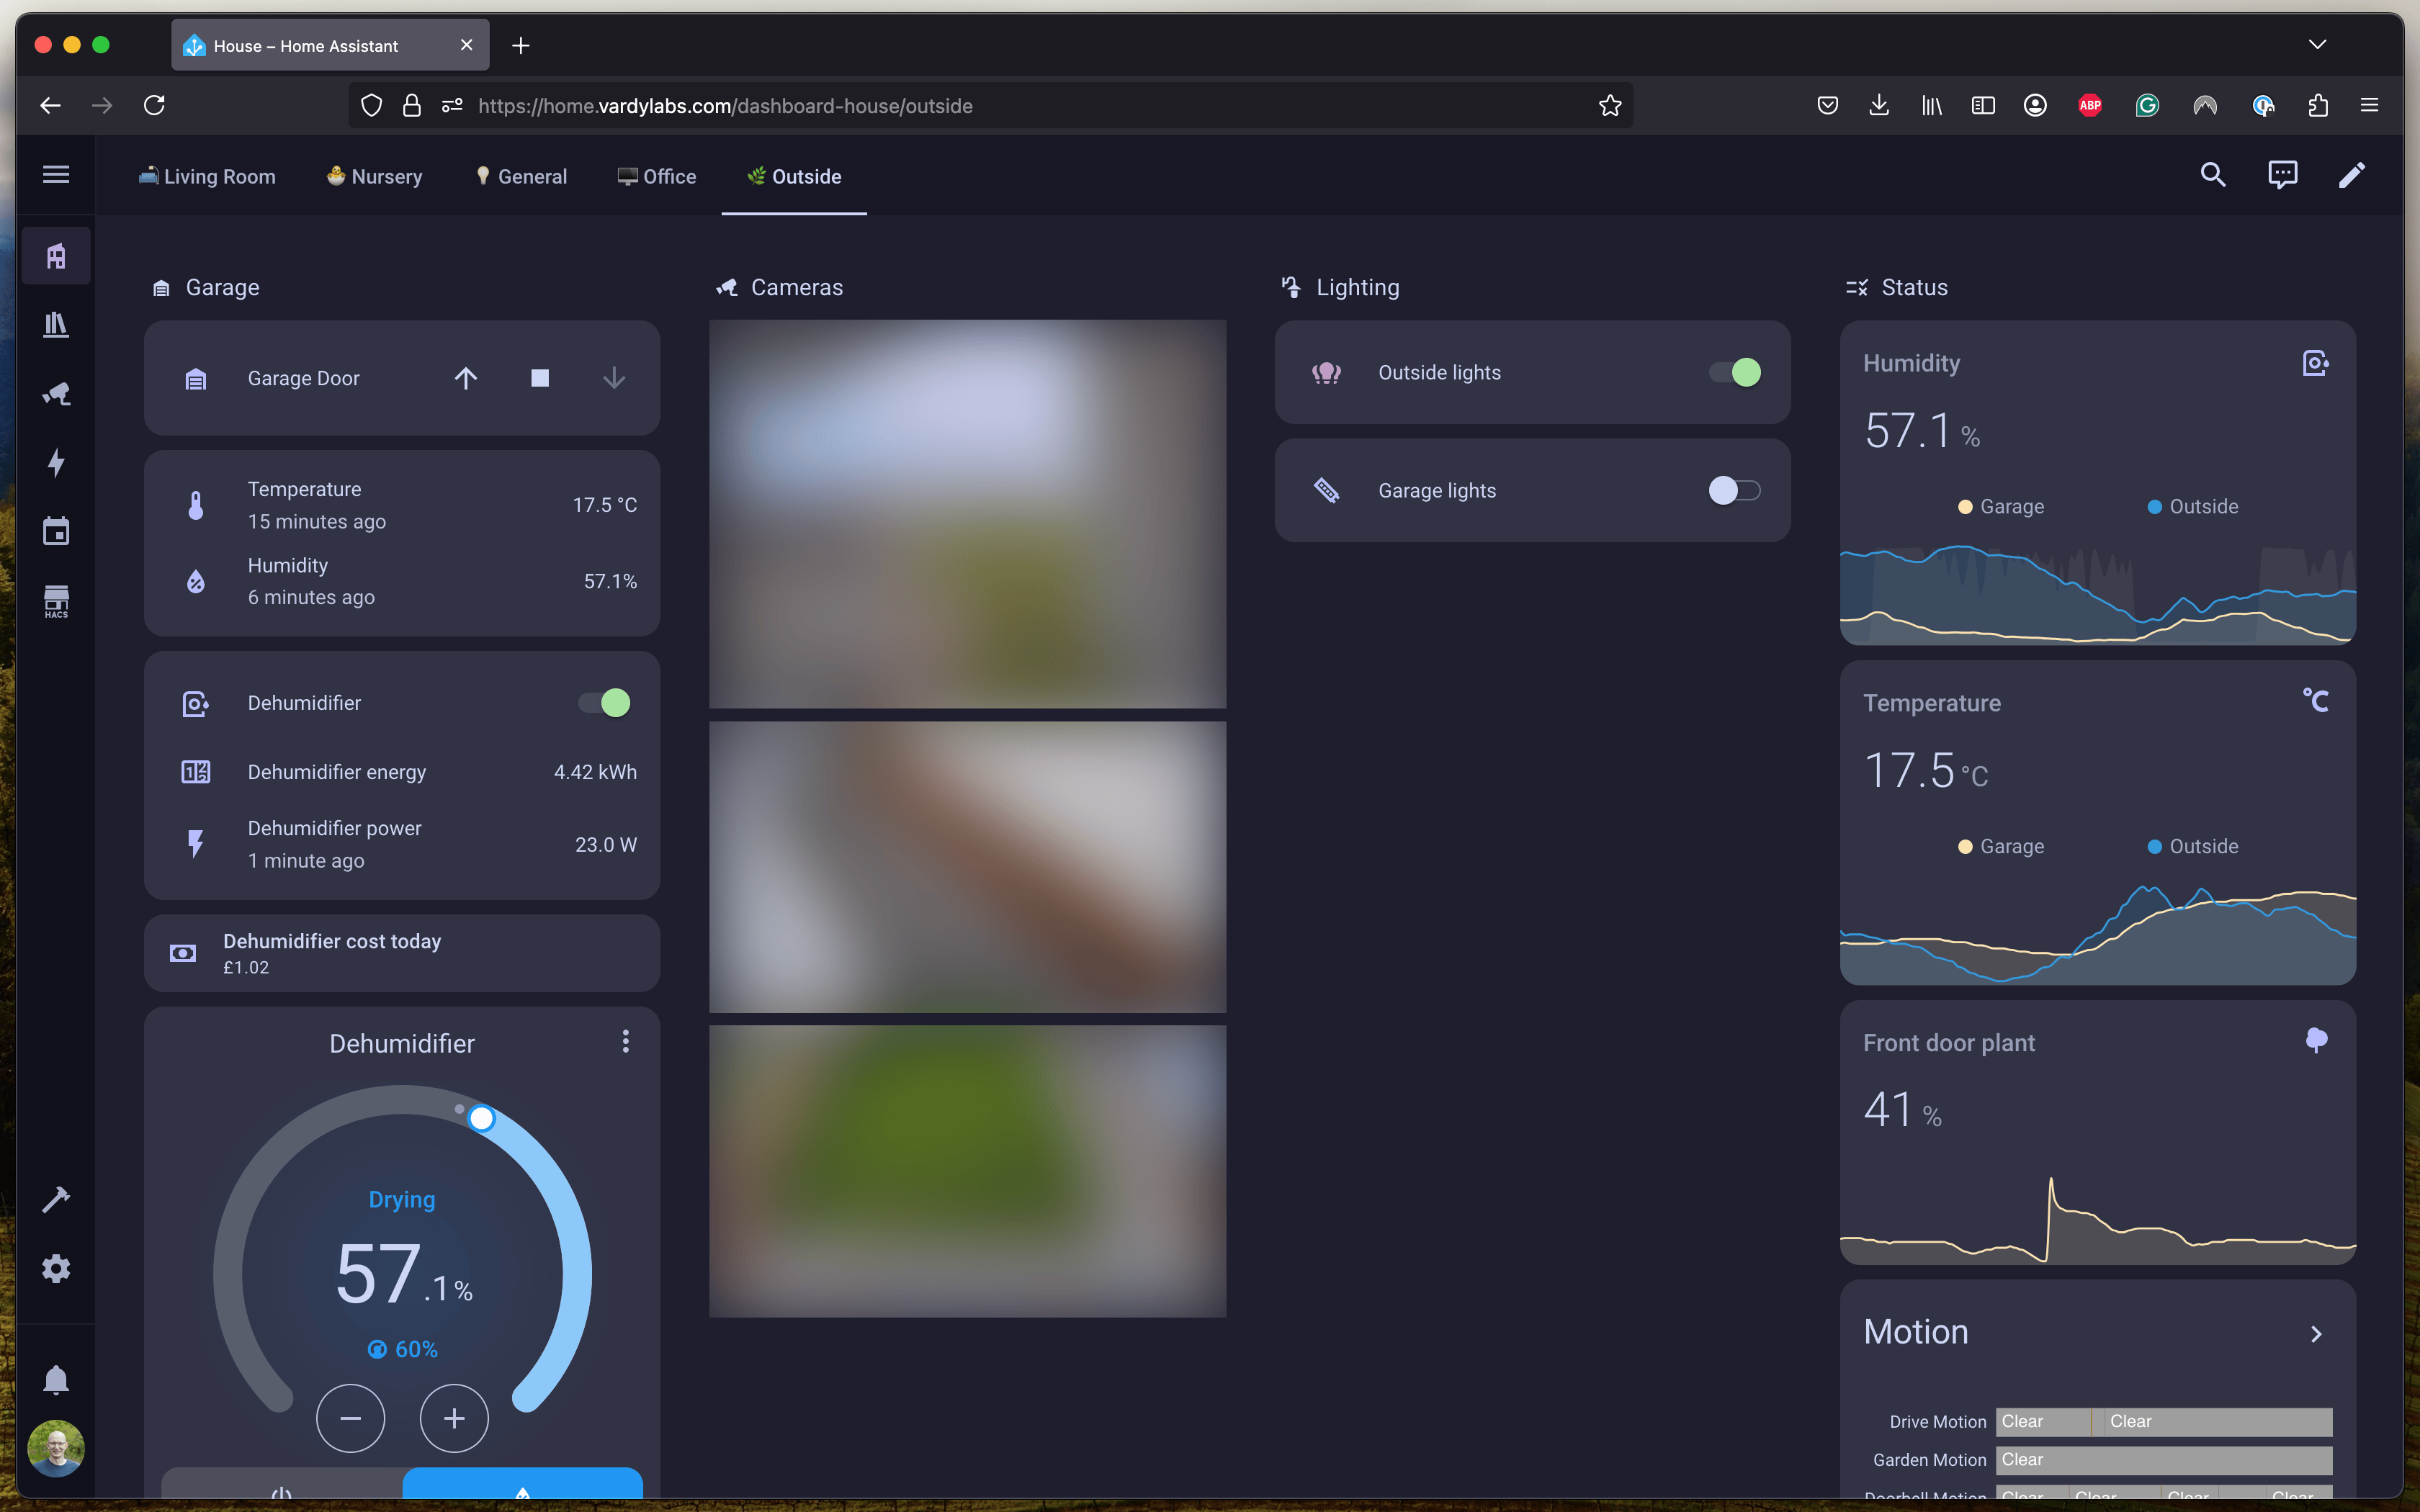 House – Home Assistant
https://home.vardylabs.com/dashboard-house/outside
ABP
Living Room
Nursery
General
Office
Outside
HACS
Garage
Garage Door
Temperature
15 minutes ago
17.5 °C
Humidity
6 minutes ago
57.1%
Dehumidifier
Dehumidifier energy
4.42 kWh
Dehumidifier power
1 minute ago
23.0 W
Dehumidifier cost today
£1.02
Dehumidifier
Drying
57.1%
60%
Cameras
Lighting
Outside lights
Garage lights
Status
Humidity
57.1 %
Garage
Outside
Temperature
°C
17.5 °C
Garage
Outside
Front door plant
41 %
Motion
Drive Motion Clear Clear
Garden Motion Clear
Doorbell Motion Clear Clear Clear Clear